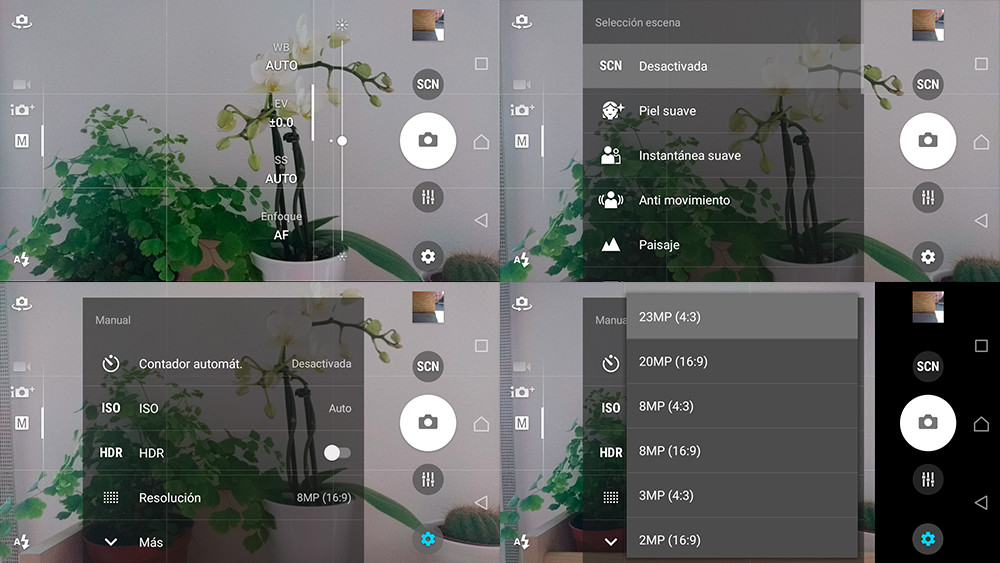 WB
AUTO
EV
±0.0
SS
AUTO
Enfoque
AF
SCN
M
A
Selección escena
SCN Desactivada
Piel suave
Instantánea suave
Anti movimiento
Paisaje
SCN
M
A
Manual
Contador automát. Desactivada
ISO ISO Auto
HDR HDR
Resolución 8MP (16:9)
Más
SCN
M
A
Manua
ISO
HDR
23MP (4:3)
20MP (16:9)
8MP (4:3)
8MP (16:9)
3MP (4:3)
2MP (16:9)
SCN
M
A